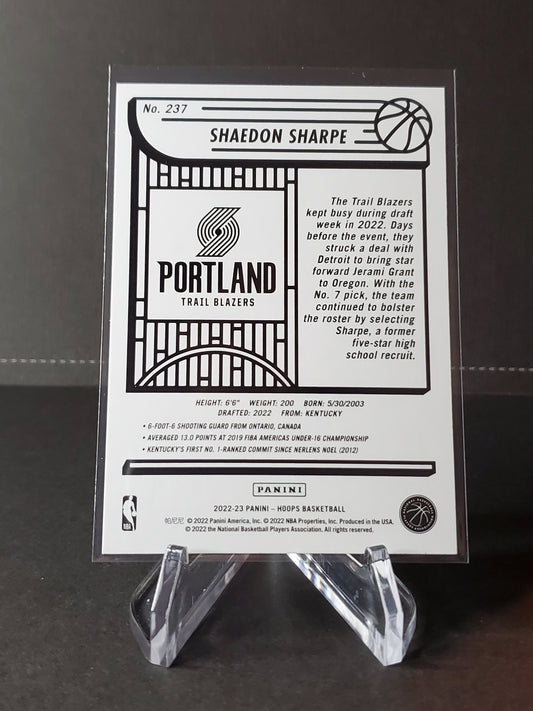 No. 237
SHAEDON SHARPE
PORTLAND
TRAIL BLAZERS
The Trail Blazers
kept busy during draft
week in 2022. Days
before the event, they
struck a deal with
Detroit to bring star
forward Jerami Grant
to Oregon. With the
No. 7 pick, the team
continued to bolster
the roster by selecting
Sharpe, a former
five-star high
school recruit.
HEIGHT: 6'6" WEIGHT: 200 BORN: 5/30/2003
DRAFTED: 2022 FROM: KENTUCKY
• 6-FOOT-6 SHOOTING GUARD FROM ONTARIO, CANADA
• AVERAGED 13.0 POINTS AT 2019 FIBA AMERICAS UNDER-16 CHAMPIONSHIP
• KENTUCKY'S FIRST NO. 1-RANKED COMMIT SINCE NERLENS NOEL (2012)
PANINI
2022-23 PANINI – HOOPS BASKETBALL
帕尼尼 © 2022 Panini America, Inc. © 2022 NBA Properties, Inc. Produced in the USA.
© 2022 the National Basketball Players Association. All rights reserved.
NBA